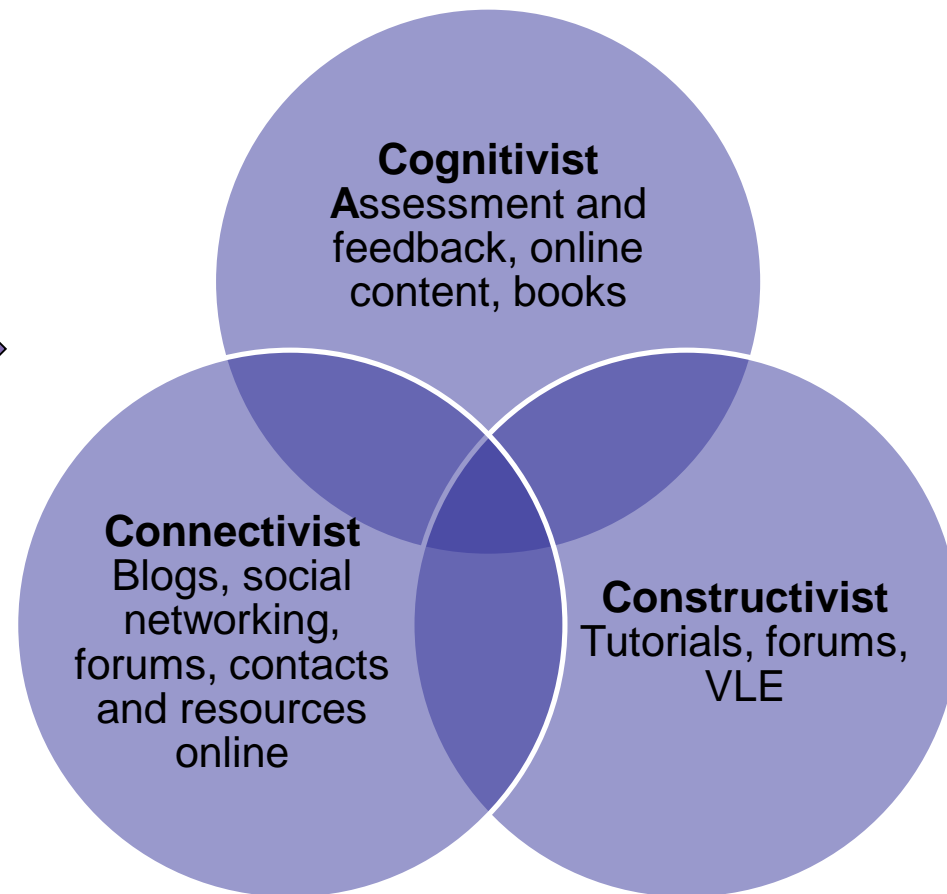 Cognitivist
Assessment and
feedback, online
content, books
Connectivist
Blogs, social
networking,
forums, contacts
and resources
online
Constructivist
Tutorials, forums,
VLE